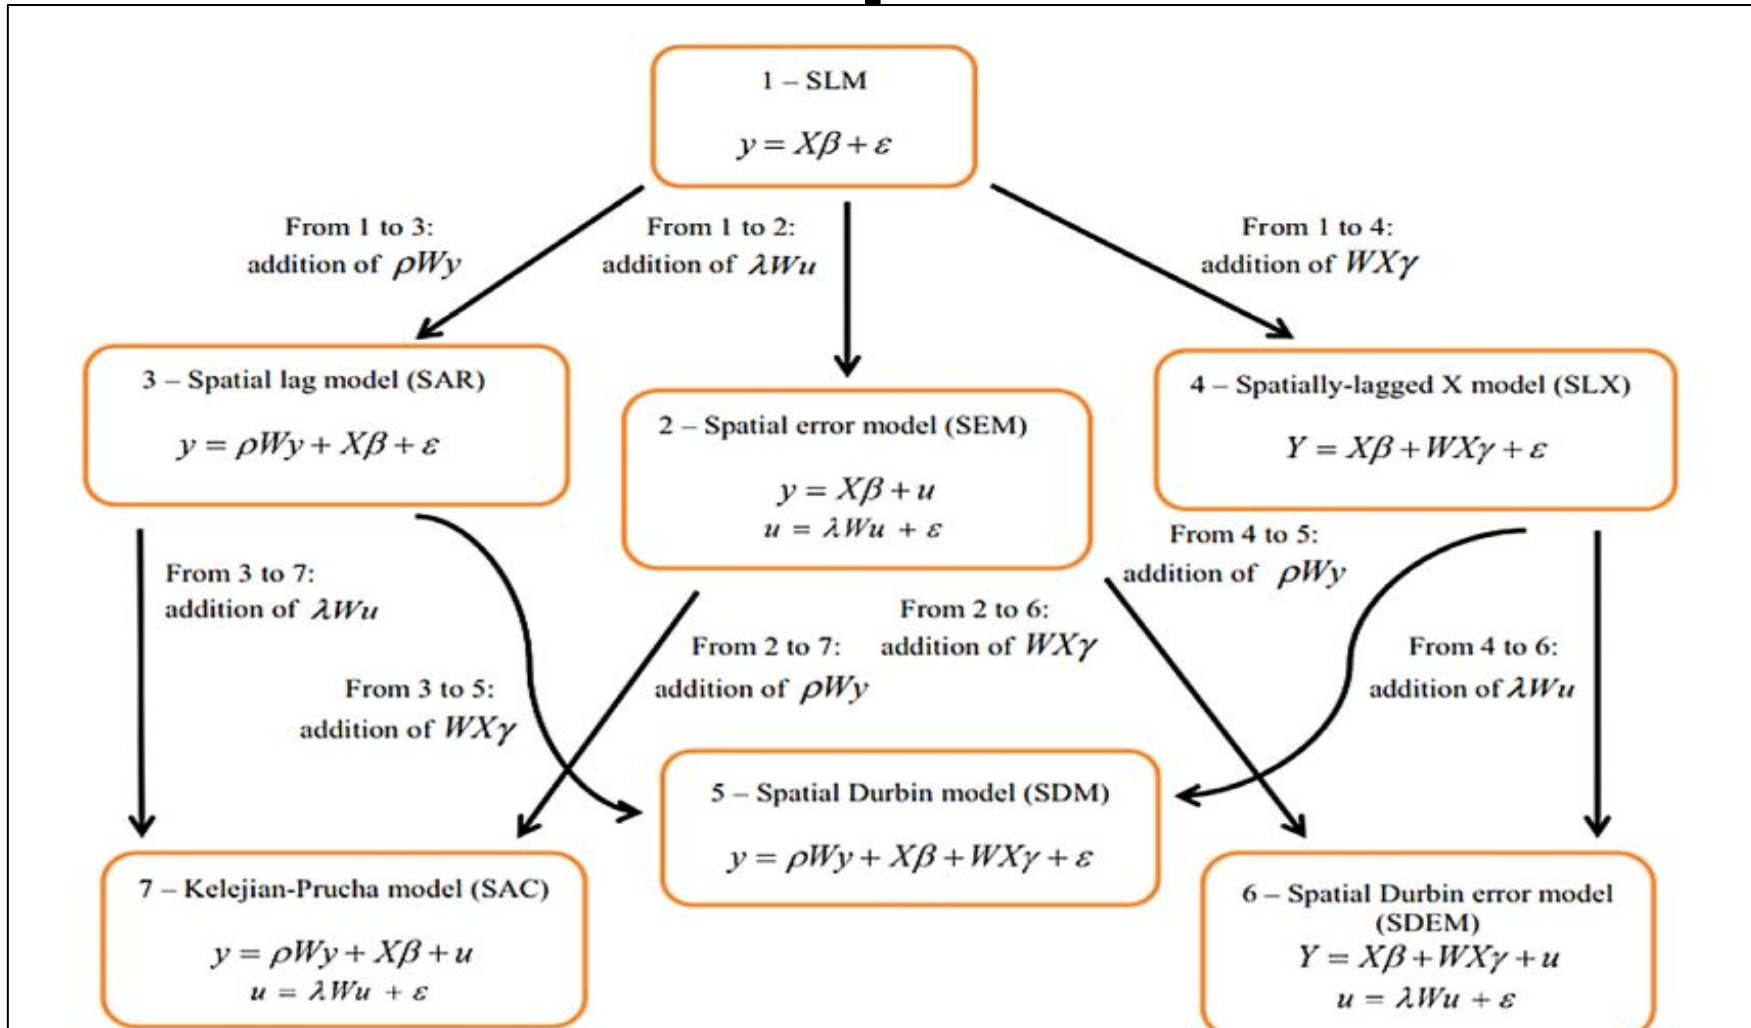 1 – SLM
y = Xβ + ε
From 1 to 3:
addition of ρWy
From 1 to 2:
addition of λWu
From 1 to 4:
addition of WXγ
3 – Spatial lag model (SAR)
y = ρWy + Xβ + ε
2 – Spatial error model (SEM)
y = Xβ + u
u = λWu + ε
4 – Spatially-lagged X model (SLX)
Y = Xβ + WXγ + ε
From 3 to 7:
addition of λWu
From 3 to 5:
addition of WXγ
From 2 to 7:
addition of ρWy
From 2 to 6:
addition of WXγ
From 4 to 5:
addition of ρWy
From 4 to 6:
addition of λWu
5 – Spatial Durbin model (SDM)
y = ρWy + Xβ + WXγ + ε
7 – Kelejian-Prucha model (SAC)
y = ρWy + Xβ + u
u = λWu + ε
6 – Spatial Durbin error model
(SDEM)
Y = Xβ + WXγ + u
u = λWu + ε